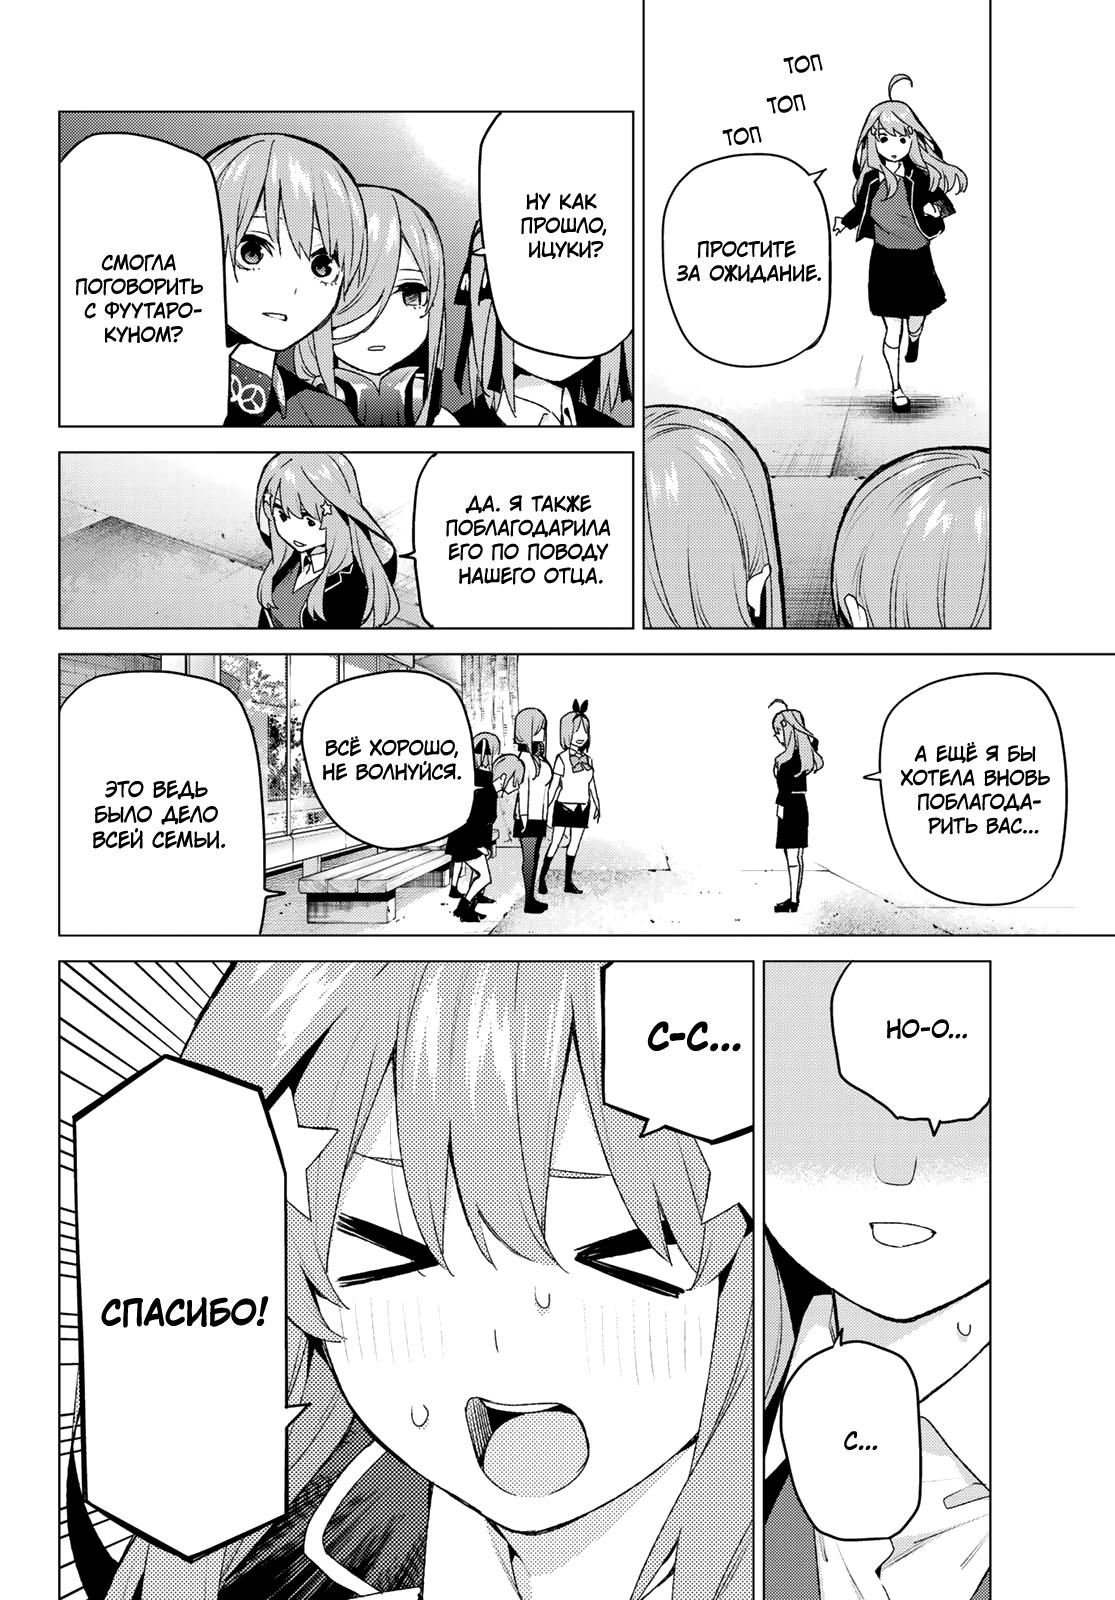 ТОП
ТОП
ТОП
ПРОСТИТЕ
ЗА ОЖИДАНИЕ.
НУ КАК
ПРОШЛО,
ИЦУКИ?
СМОГЛА
ПОГОВОРИТЬ
С ФУУТАРО-
КУНОМ?
ДА. Я ТАКЖЕ
ПОБЛАГОДАРИЛА
ЕГО ПО ПОВОДУ
НАШЕГО ОТЦА.
А ЕЩЁ Я БЫ
ХОТЕЛА ВНОВЬ
ПОБЛАГОДА-
РИТЬ ВАС...
ВСЁ ХОРОШО,
НЕ ВОЛНУЙСЯ.
ЭТО ВЕДЬ
БЫЛО ДЕЛО
ВСЕЙ СЕМЬИ.
НО-О...
С...
С-С...
СПАСИБО!